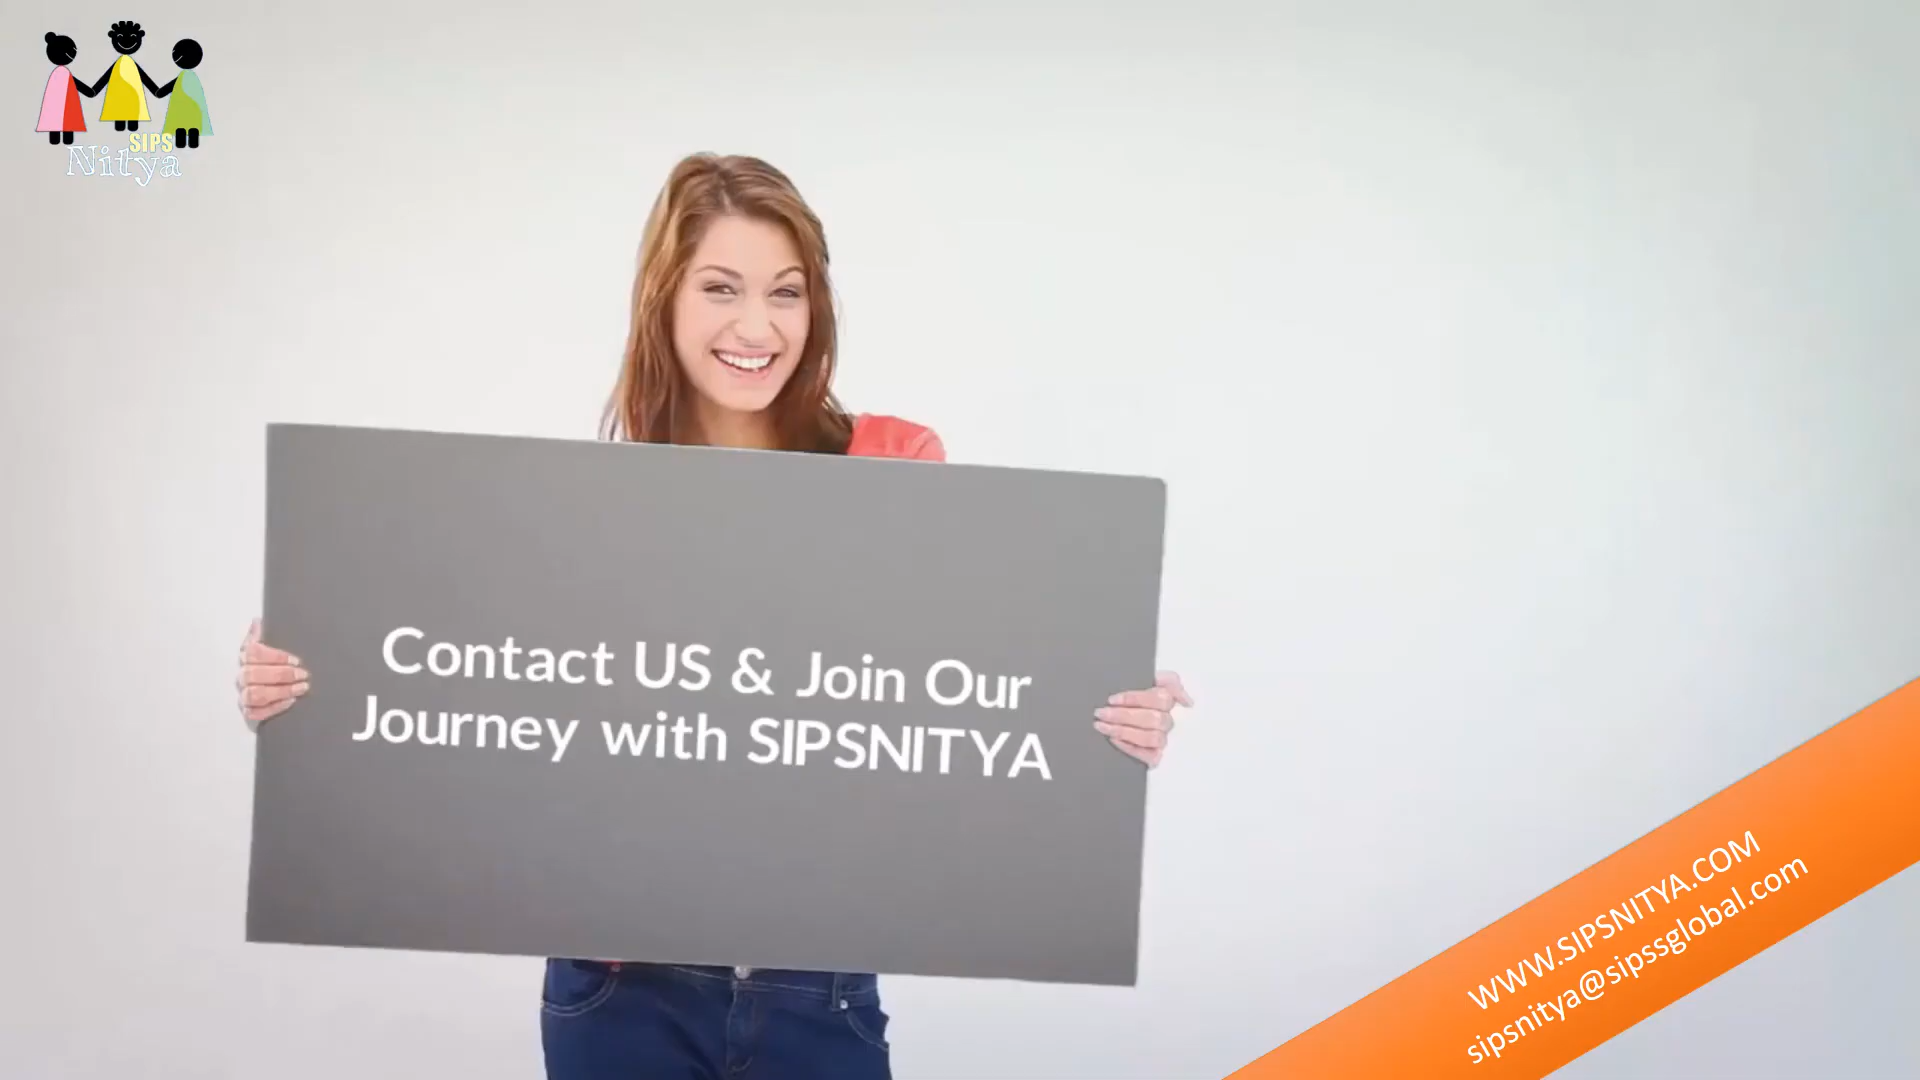 SIPS
Nitya
Contact US & Join Our
Journey with SIPSNITYA
WWW.SIPSNITYA.COM
sipsnitya@sipssglobal.com